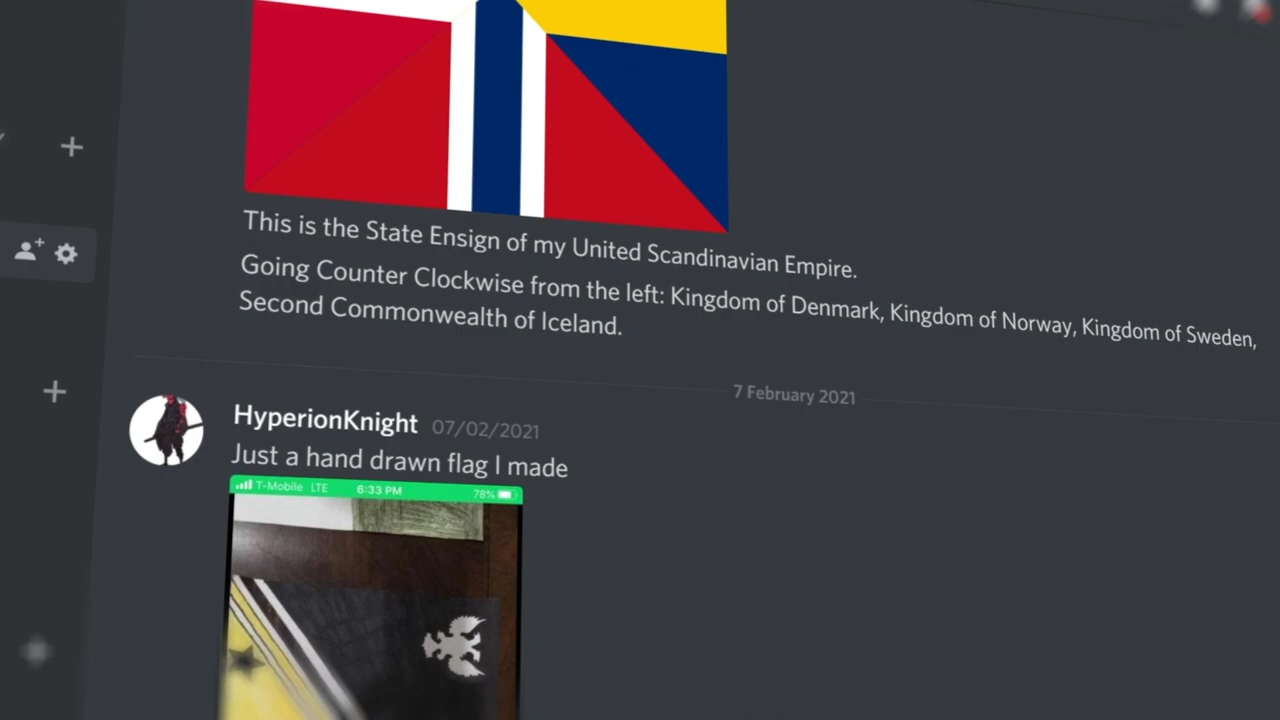 This is the State Ensign of my United Scandinavian Empire.
Going Counter Clockwise from the left: Kingdom of Denmark, Kingdom of Norway, Kingdom of Sweden,
Second Commonwealth of Iceland.
7 February 2021
HyperionKnight 07/02/2021
Just a hand drawn flag I made
T-Mobile LTE 6:33 PM 78%